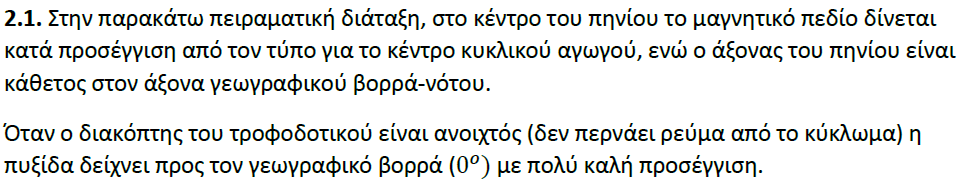 2.1. Στην παρακάτω πειραματική διάταξη, στο κέντρο του πηνίου το μαγνητικό πεδίο δίνεται
κατά προσέγγιση από τον τύπο για το κέντρο κυκλικού αγωγού, ενώ ο άξονας του πηνίου είναι
κάθετος στον άξονα γεωγραφικού βορρά-νότου.
Όταν ο διακόπτης του τροφοδοτικού είναι ανοιχτός (δεν περνάει ρεύμα από το κύκλωμα) η
πυξίδα δείχνει προς τον γεωγραφικό βορρά (0ᵒ) με πολύ καλή προσέγγιση.